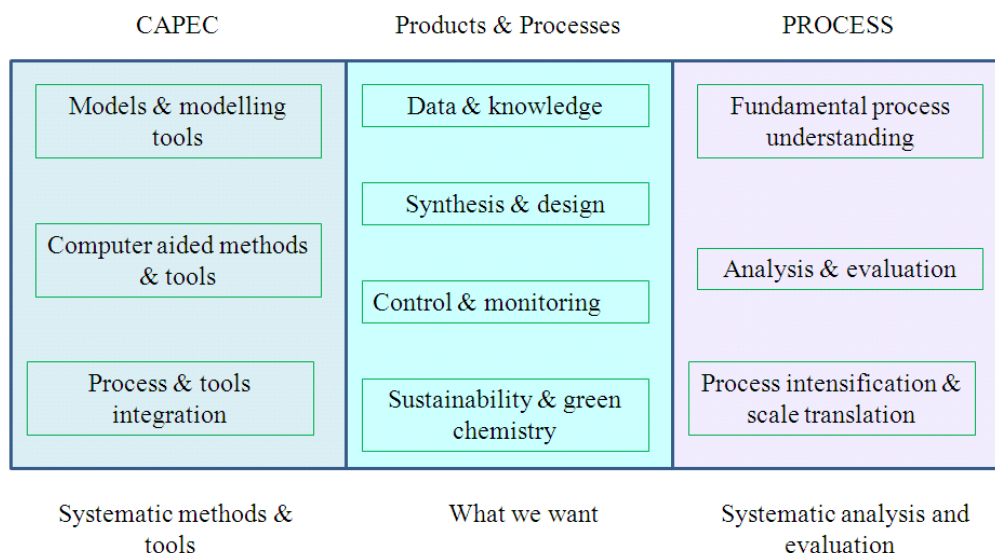 CAPEC
Products & Processes
PROCESS
Models & modelling
tools
Computer aided methods
& tools
Process & tools
integration
Data & knowledge
Synthesis & design
Control & monitoring
Sustainability & green
chemistry
Fundamental process
understanding
Analysis & evaluation
Process intensification &
scale translation
Systematic methods &
tools
What we want
Systematic analysis and
evaluation